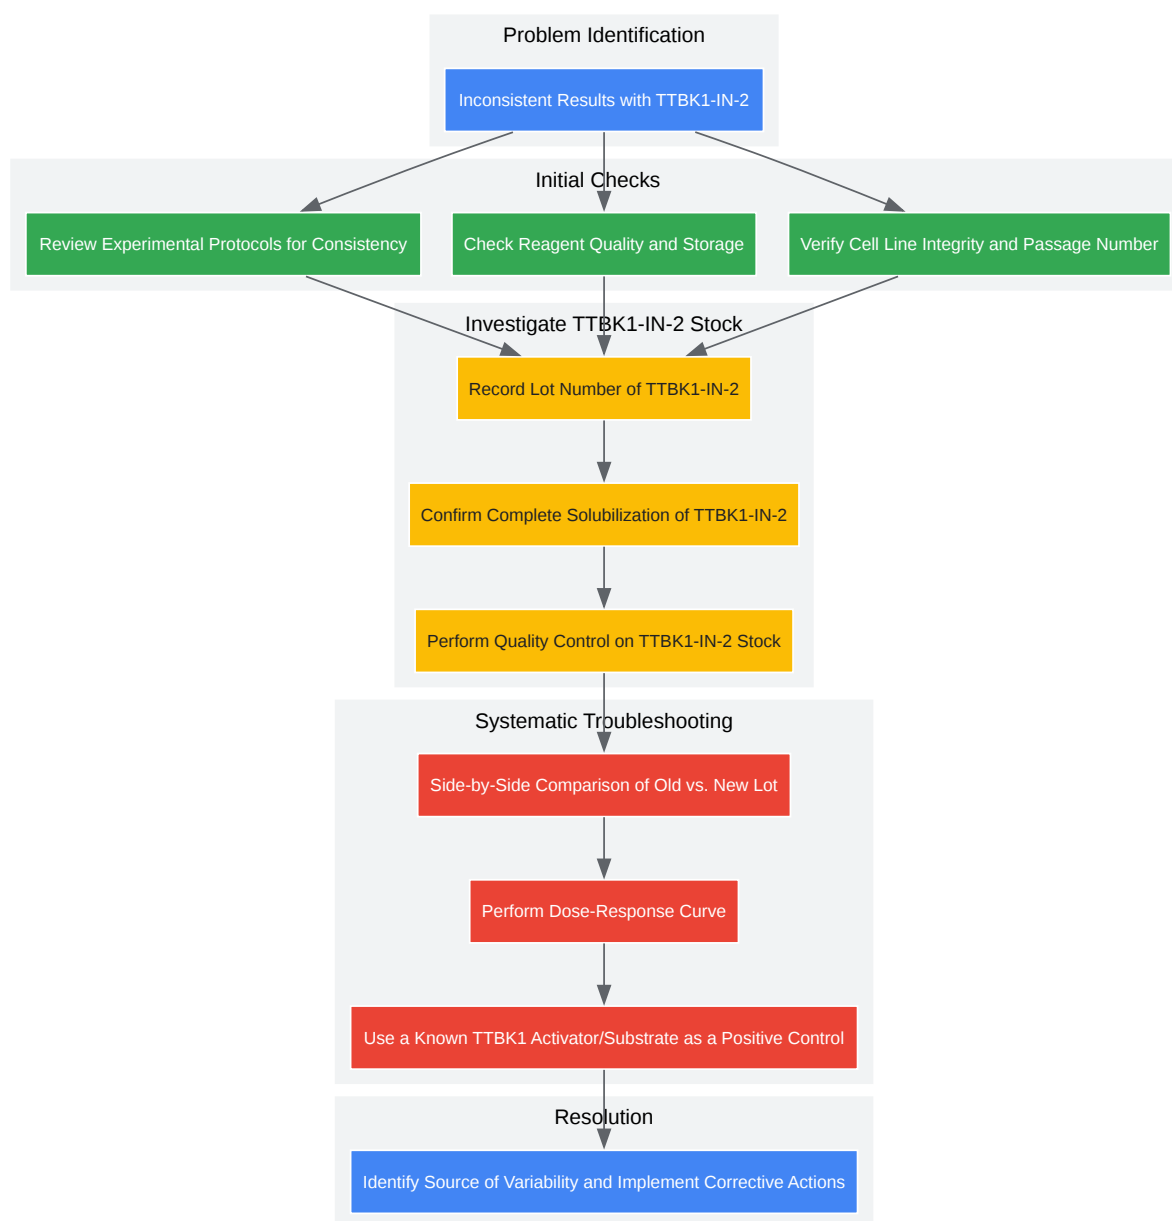 Problem Identification
Inconsistent Results with TTBK1-IN-2
Initial Checks
Review Experimental Protocols for Consistency
Check Reagent Quality and Storage
Verify Cell Line Integrity and Passage Number
Investigate TTBK1-IN-2 Stock
Record Lot Number of TTBK1-IN-2
Confirm Complete Solubilization of TTBK1-IN-2
Perform Quality Control on TTBK1-IN-2 Stock
Systematic Troubleshooting
Side-by-Side Comparison of Old vs. New Lot
Perform Dose-Response Curve
Use a Known TTBK1 Activator/Substrate as a Positive Control
Resolution
Identify Source of Variability and Implement Corrective Actions